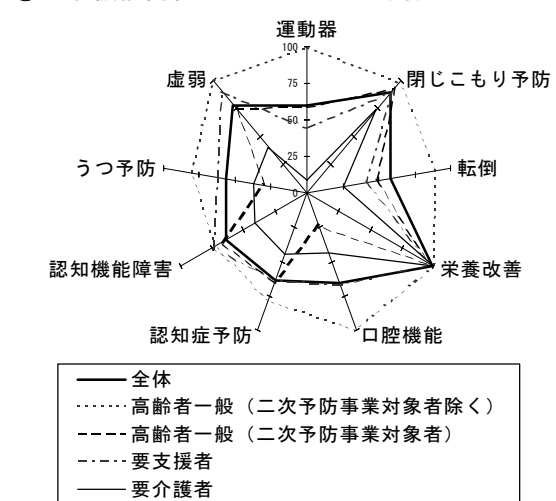 運動器
100
閉じこもり予防
虚弱
75
50
25
0
うつ予防
転倒
認知機能障害
栄養改善
認知症予防
口腔機能
全体
高齢者一般（二次予防事業対象者除く）
高齢者一般（二次予防事業対象者）
要支援者
要介護者